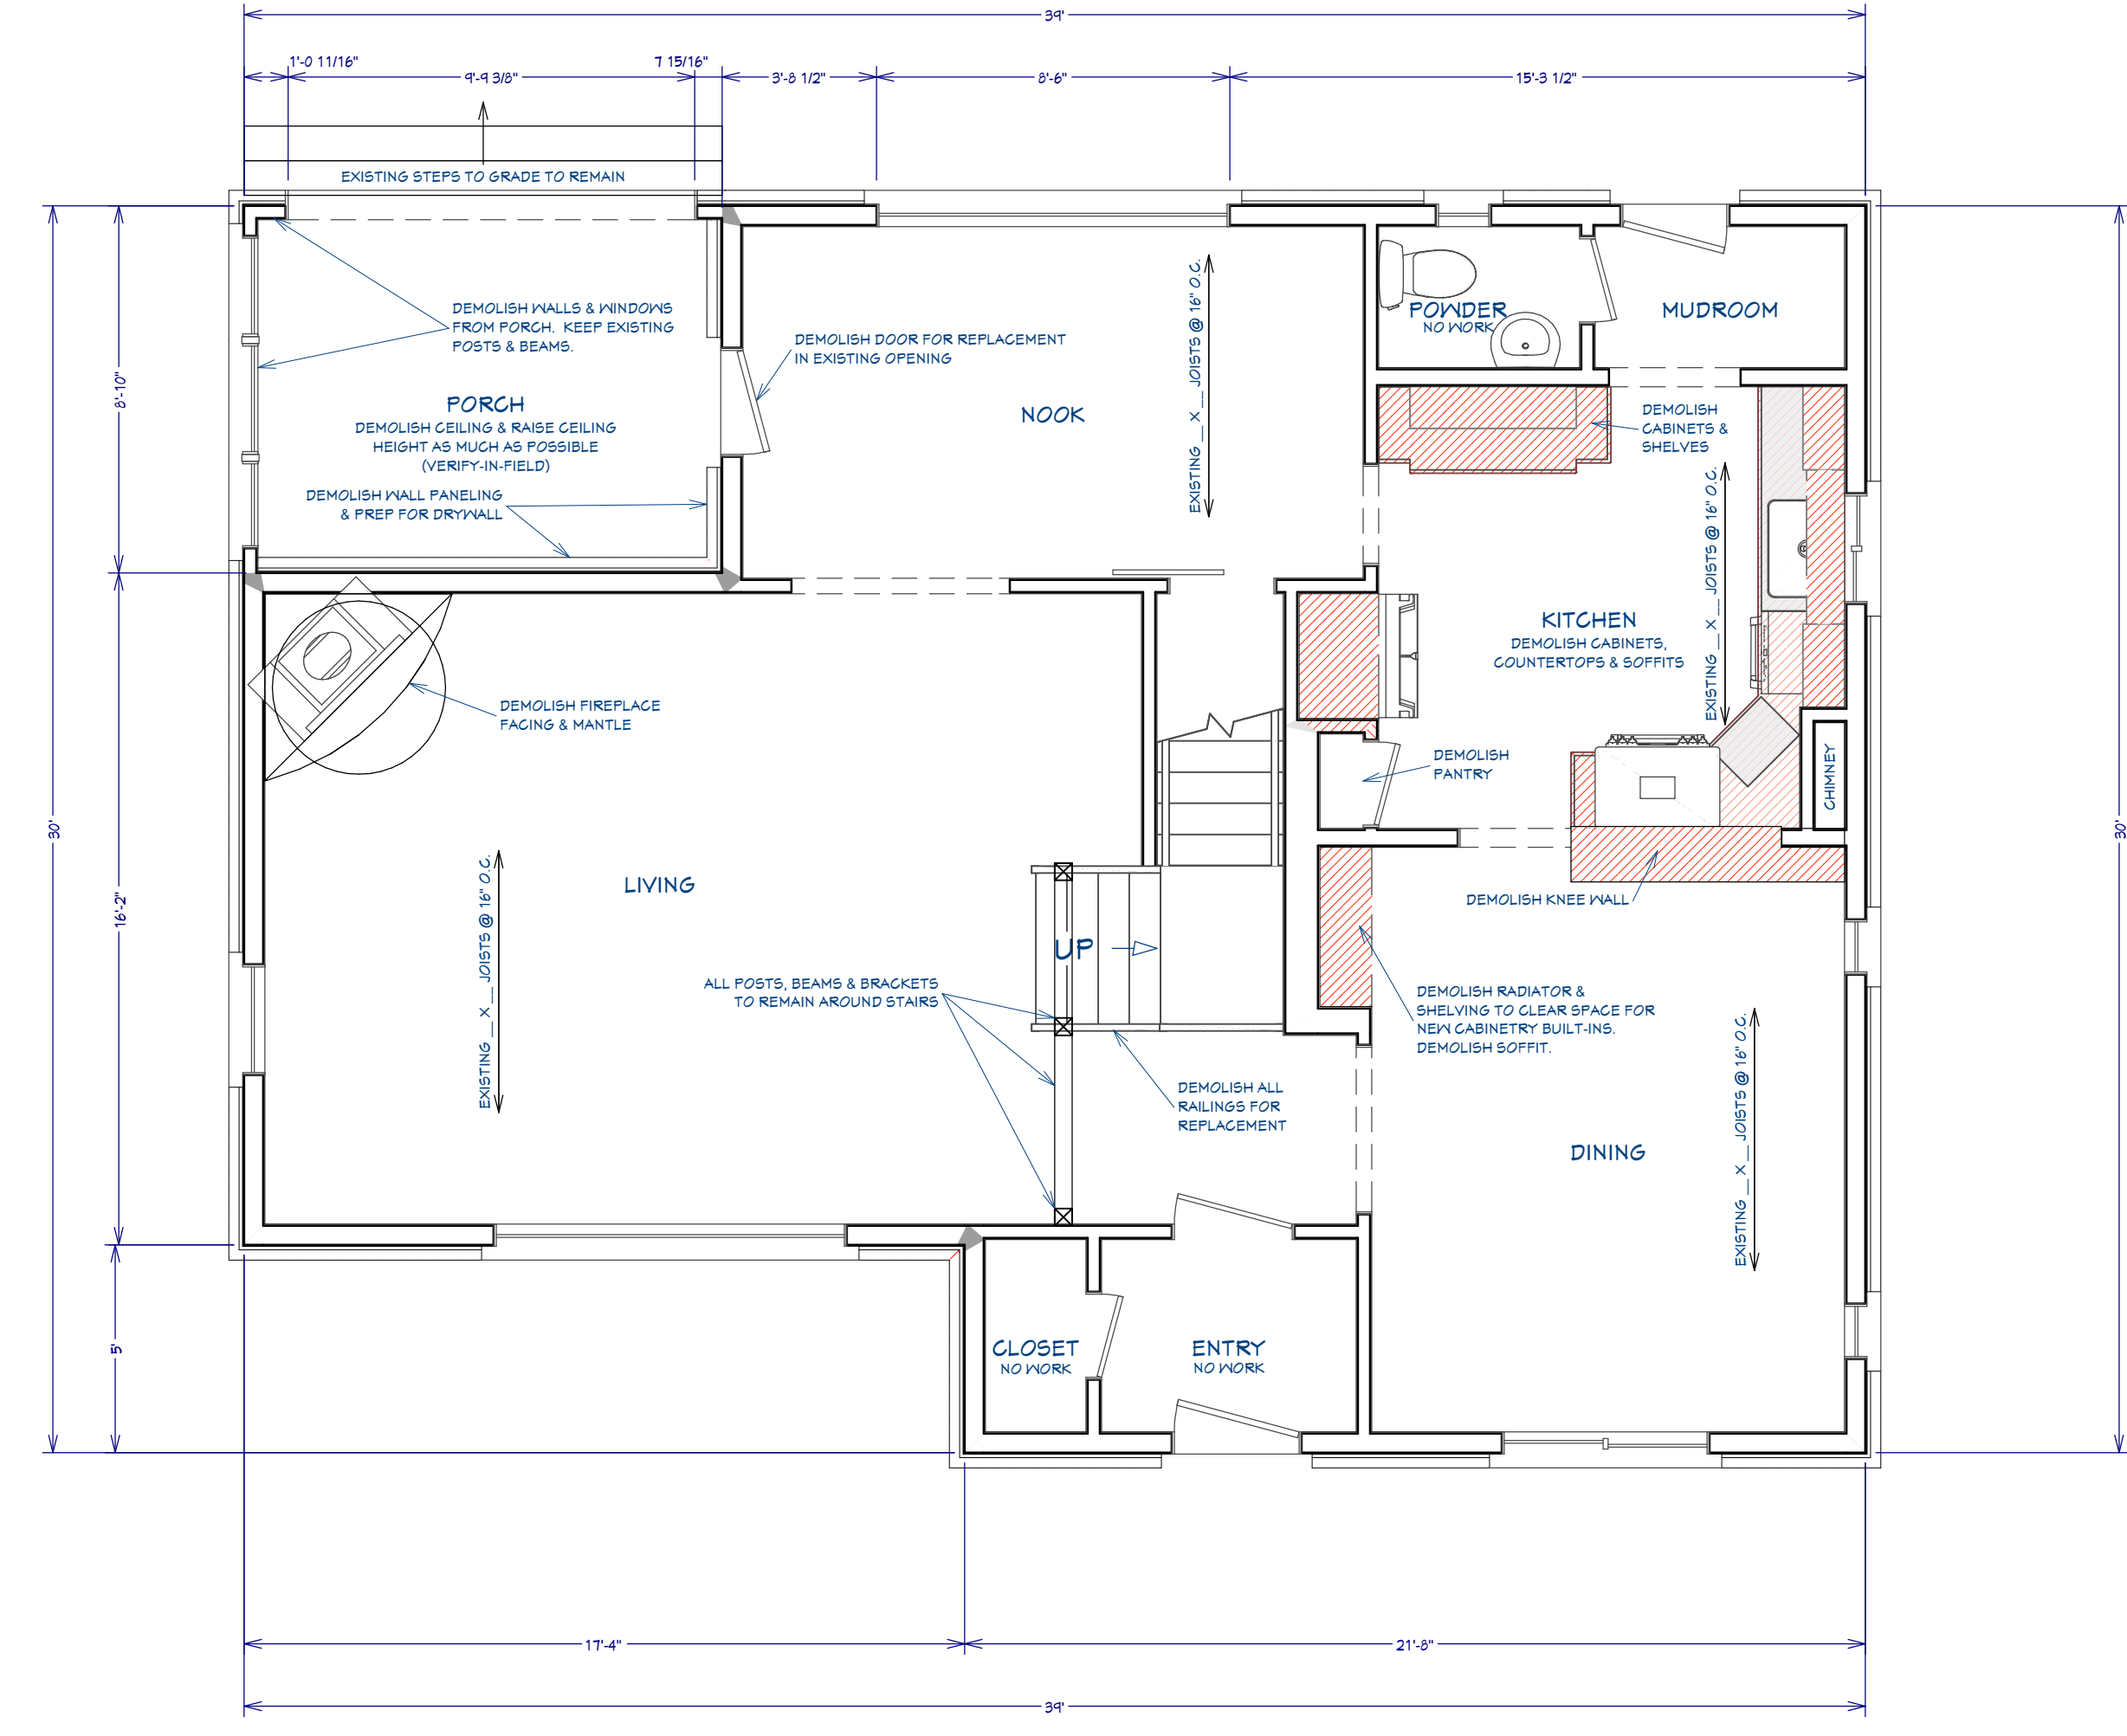 39'
1'-0 11/16"
7 15/16"
9'-9 3/8"
3'-8 1/2"
8'-6"
15'-3 1/2"
EXISTING STEPS TO GRADE TO REMAIN
DEMOLISH WALLS & WINDOWS
FROM PORCH. KEEP EXISTING
POSTS & BEAMS.
PORCH
DEMOLISH CEILING & RAISE CEILING
HEIGHT AS MUCH AS POSSIBLE
(VERIFY-IN-FIELD)
DEMOLISH WALL PANELING
& PREP FOR DRYWALL
8'-10"
DEMOLISH DOOR FOR REPLACEMENT
IN EXISTING OPENING
NOOK
EXISTING __ X __ JOISTS @ 16" O.C.
POWDER
NO WORK
MUDROOM
DEMOLISH
CABINETS &
SHELVES
EXISTING __ X __ JOISTS @ 16" O.C.
KITCHEN
DEMOLISH CABINETS,
COUNTERTOPS & SOFFITS
DEMOLISH
PANTRY
CHIMNEY
DEMOLISH FIREPLACE
FACING & MANTLE
30'
30'
16'-2"
LIVING
EXISTING __ X __ JOISTS @ 16" O.C.
UP
ALL POSTS, BEAMS & BRACKETS
TO REMAIN AROUND STAIRS
DEMOLISH KNEE WALL
DEMOLISH RADIATOR &
SHELVING TO CLEAR SPACE FOR
NEW CABINETRY BUILT-INS.
DEMOLISH SOFFIT.
DEMOLISH ALL
RAILINGS FOR
REPLACEMENT
DINING
EXISTING __ X __ JOISTS @ 16" O.C.
5'
CLOSET
NO WORK
ENTRY
NO WORK
17'-4"
21'-8"
39'